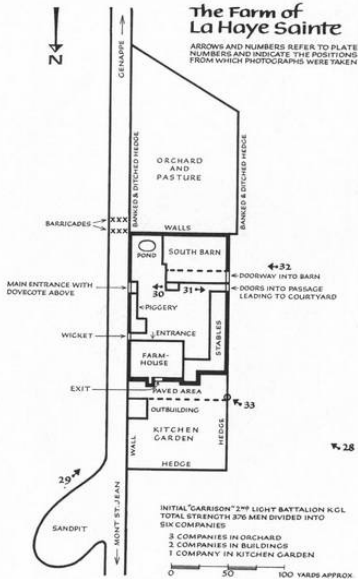 The Farm of
La Haye Sainte
ARROWS AND NUMBERS REFER TO PLATE
NUMBERS AND INDICATE THE POSITIONS
FROM WHICH PHOTOGRAPHS WERE TAKEN
N
GENAPPE
BANKED & DITCHED HEDGE
ORCHARD
AND
PASTURE
BANKED & DITCHED HEDGE
BARRICADES
XXX
XXX
WALLS
POND
SOUTH BARN
32
DOORWAY INTO BARN
MAIN ENTRANCE WITH
DOVECOTE ABOVE
30
31
DOORS INTO PASSAGE
LEADING TO COURTYARD
PIGGERY
STABLES
WICKET
ENTRANCE
FARM-
HOUSE
EXIT
PAVED AREA
33
OUTBUILDING
KITCHEN
GARDEN
WALL
HEDGE
HEDGE
28
29
SANDPIT
MONT ST. JEAN
INITIAL "GARRISON" 2ND LIGHT BATTALION K.G.L
TOTAL STRENGTH 376 MEN DIVIDED INTO
SIX COMPANIES
3 COMPANIES IN ORCHARD
2 COMPANIES IN BUILDINGS
1 COMPANY IN KITCHEN GARDEN
0 50 100 YARDS APPROX